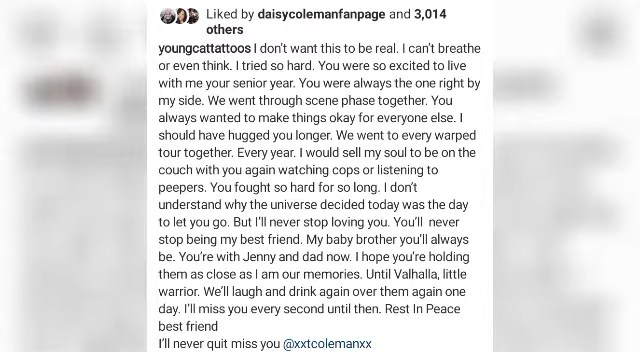 Liked by daisycolemanfanpage and 3,014
others
youngcattattoos I don't want this to be real. I can't breathe
or even think. I tried so hard. You were so excited to live
with me your senior year. You were always the one right by
my side. We went through scene phase together. You
always wanted to make things okay for everyone else. I
should have hugged you longer. We went to every warped
tour together. Every year. I would sell my soul to be on the
couch with you again watching cops or listening to
peepers. You fought so hard for so long. I don't
understand why the universe decided today was the day
to let you go. But I'll never stop loving you. You'll  never
stop being my best friend. My baby brother you'll always
be. You're with Jenny and dad now. I hope you're holding
them as close as I am our memories. Until Valhalla, little
warrior. We'll laugh and drink again over them again one
day. I'll miss you every second until then. Rest In Peace
best friend
I'll never quit miss you @xxtcolemanxx